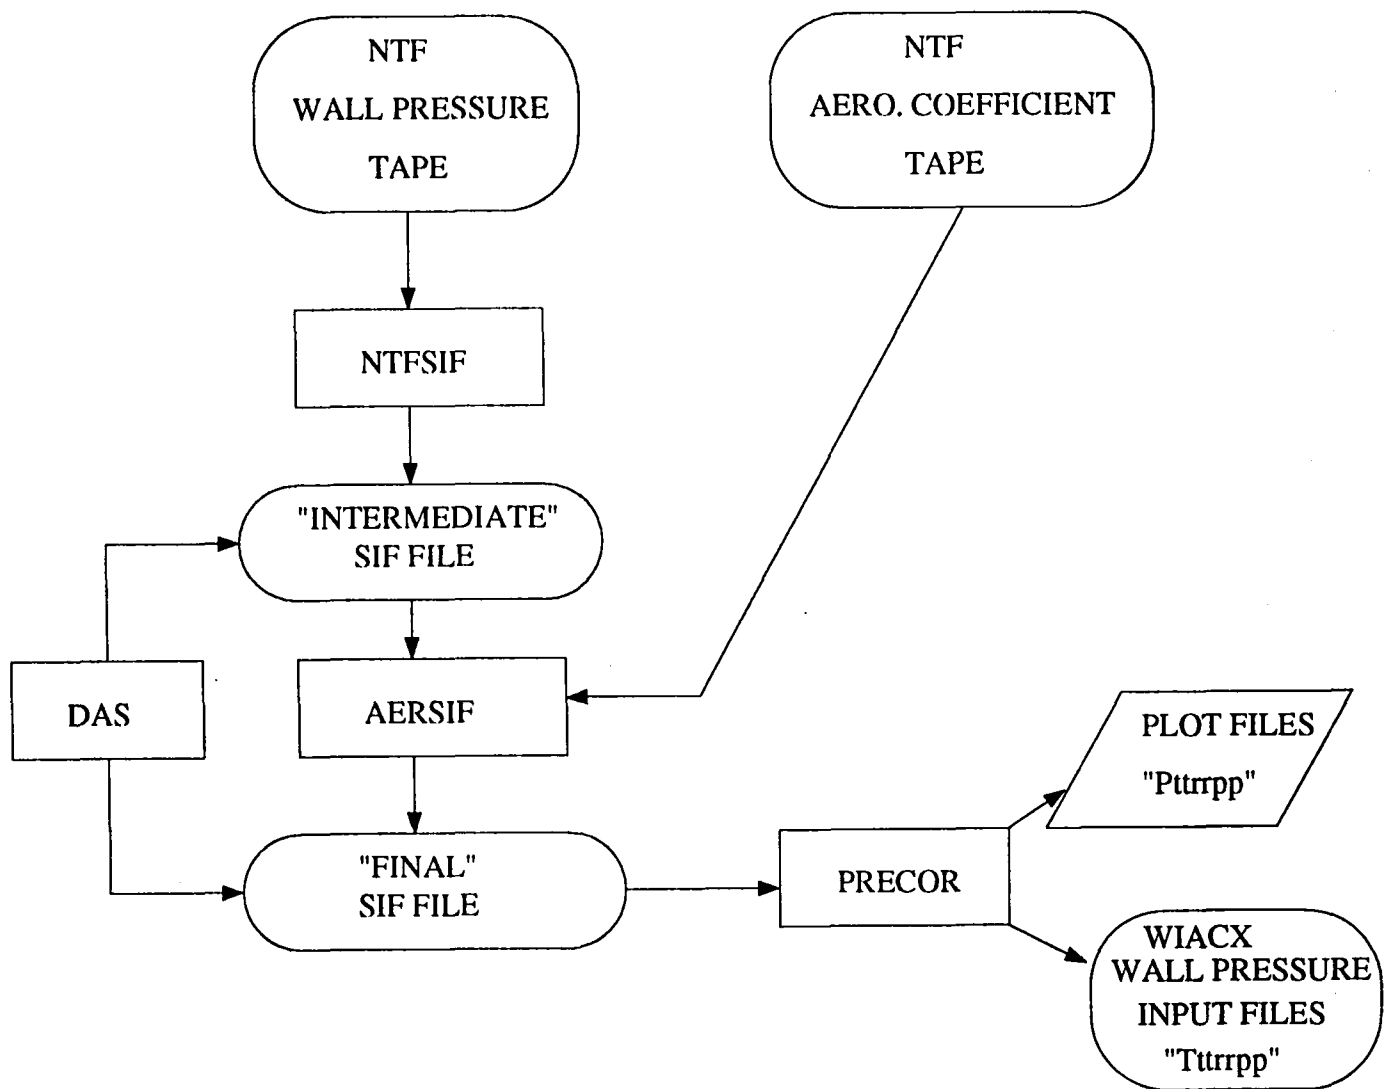 NTF
WALL PRESSURE
TAPE
NTF
AERO. COEFFICIENT
TAPE
NTFSIF
"INTERMEDIATE"
SIF FILE
DAS
AERSIF
PLOT FILES
"Pttrrpp"
"FINAL"
SIF FILE
PRECOR
WIACX
WALL PRESSURE
INPUT FILES
"Tttrrpp"